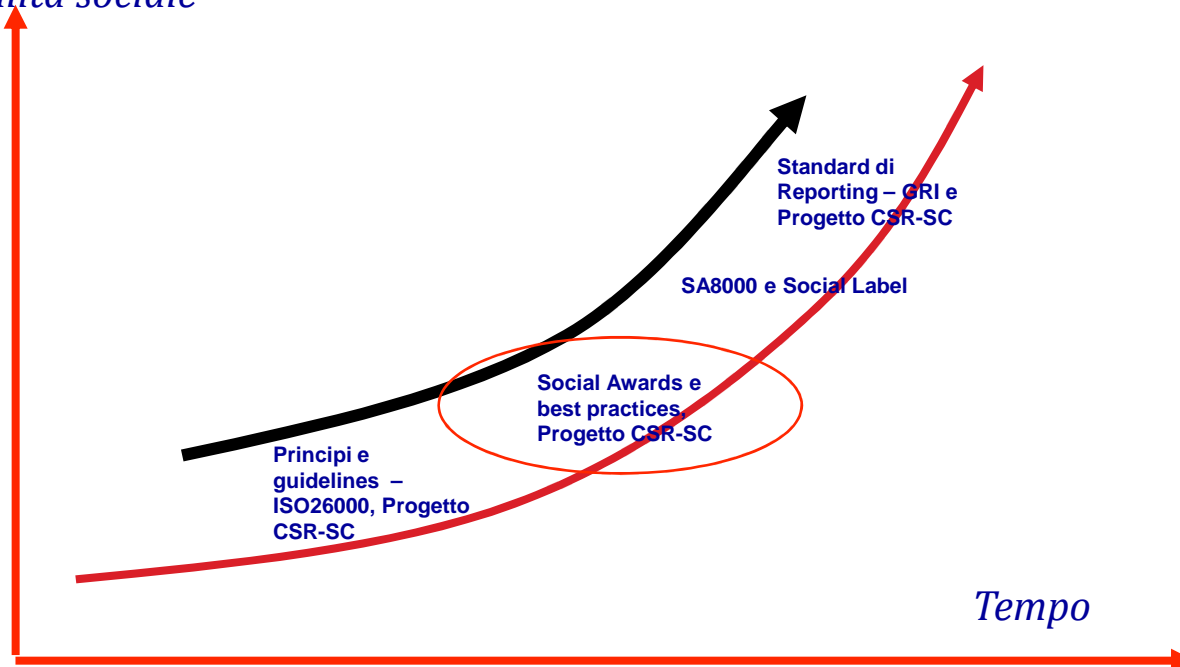 sociale
Standard di
Reporting – GRI e
Progetto CSR-SC
SA8000 e Social Label
Social Awards e
best practices,
Progetto CSR-SC
Principi e
guidelines –
ISO26000, Progetto
CSR-SC
Tempo